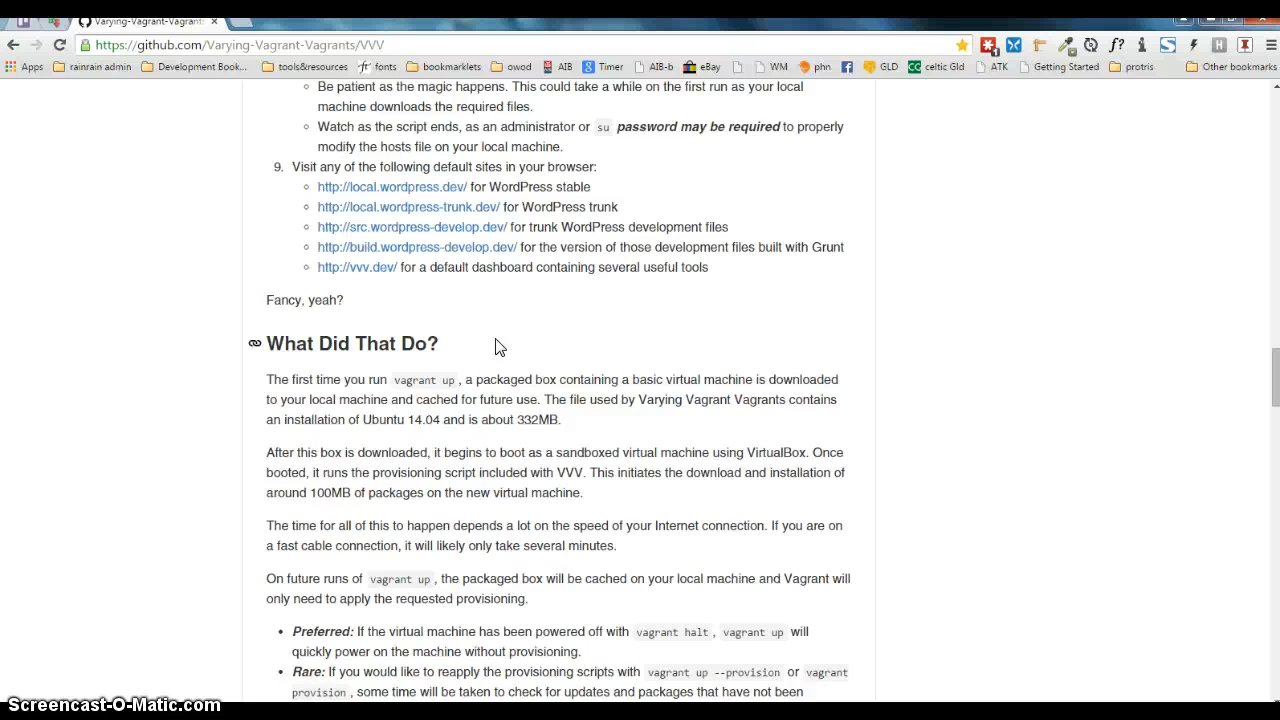 Varying-Vagrant-Vagrants
https://github.com/Varying-Vagrant-Vagrants/VVV
Apps rainrain admin Development Book... tools&resources fonts bookmarklets owod AIB Timer AIB-b eBay WM phn GLD celtic Gld ATK Getting Started protris Other bookmarks
Be patient as the magic happens. This could take a while on the first run as your local
machine downloads the required files.
Watch as the script ends, as an administrator or su password may be required to properly
modify the hosts file on your local machine.
9. Visit any of the following default sites in your browser:
http://local.wordpress.dev/ for WordPress stable
http://local.wordpress-trunk.dev/ for WordPress trunk
http://src.wordpress-develop.dev/ for trunk WordPress development files
http://build.wordpress-develop.dev/ for the version of those development files built with Grunt
http://vvv.dev/ for a default dashboard containing several useful tools
Fancy, yeah?
What Did That Do?
The first time you run vagrant up, a packaged box containing a basic virtual machine is downloaded
to your local machine and cached for future use. The file used by Varying Vagrant Vagrants contains
an installation of Ubuntu 14.04 and is about 332MB.
After this box is downloaded, it begins to boot as a sandboxed virtual machine using VirtualBox. Once
booted, it runs the provisioning script included with VVV. This initiates the download and installation of
around 100MB of packages on the new virtual machine.
The time for all of this to happen depends a lot on the speed of your Internet connection. If you are on
a fast cable connection, it will likely only take several minutes.
On future runs of vagrant up, the packaged box will be cached on your local machine and Vagrant will
only need to apply the requested provisioning.
Preferred: If the virtual machine has been powered off with vagrant halt, vagrant up will
quickly power on the machine without provisioning.
Rare: If you would like to reapply the provisioning scripts with vagrant up --provision or vagrant
provision, some time will be taken to check for updates and packages that have not been
Screencast-O-Matic.com